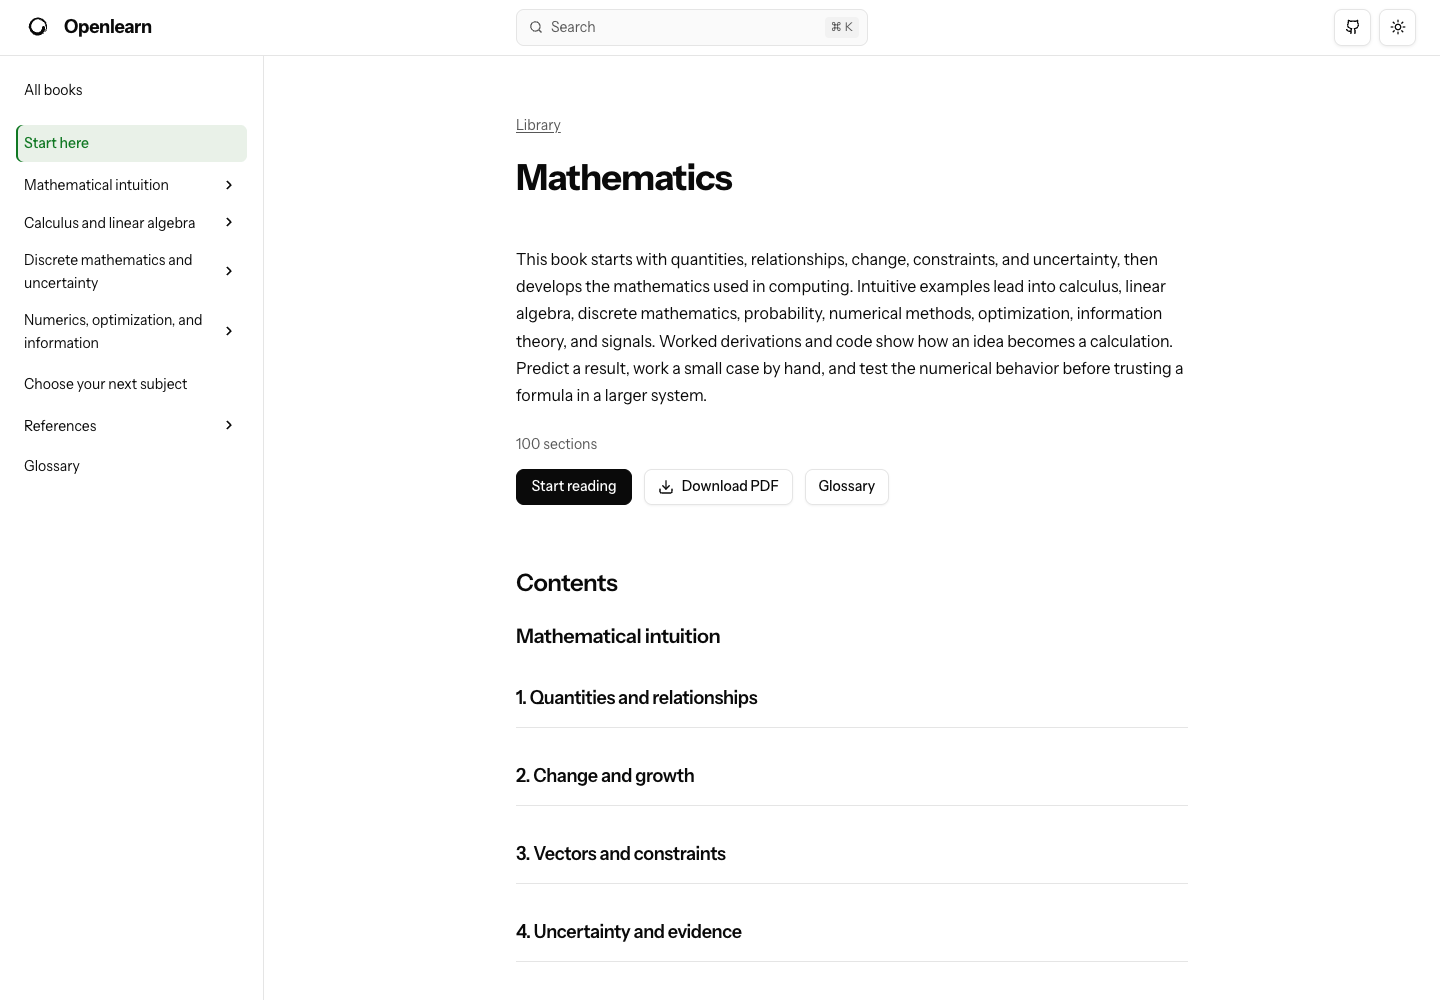 Openlearn
Search
⌘ K
All books
Start here
Mathematical intuition
Calculus and linear algebra
Discrete mathematics and
uncertainty
Numerics, optimization, and
information
Choose your next subject
References
Glossary
Library
Mathematics
This book starts with quantities, relationships, change, constraints, and uncertainty, then
develops the mathematics used in computing. Intuitive examples lead into calculus, linear
algebra, discrete mathematics, probability, numerical methods, optimization, information
theory, and signals. Worked derivations and code show how an idea becomes a calculation.
Predict a result, work a small case by hand, and test the numerical behavior before trusting a
formula in a larger system.
100 sections
Start reading
Download PDF
Glossary
Contents
Mathematical intuition
1. Quantities and relationships
2. Change and growth
3. Vectors and constraints
4. Uncertainty and evidence